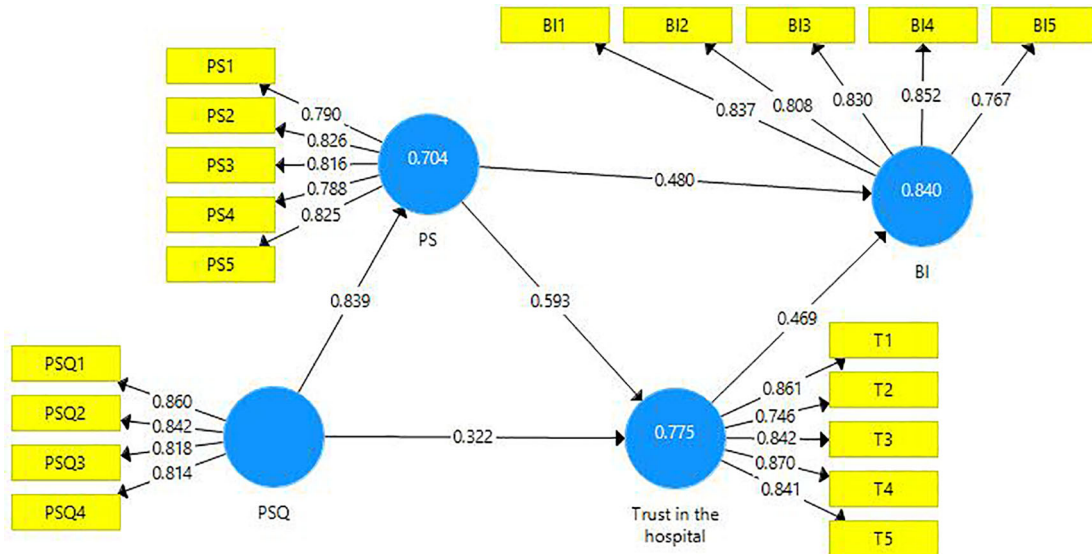 BI1
BI2
BI3
BI4
BI5
PS1
PS2
PS3
PS4
PS5
0.790
0.826
0.816
0.788
0.825
0.837
0.808
0.830
0.852
0.767
0.704
PS
0.480
0.840
BI
0.839
0.593
0.469
PSQ1
PSQ2
PSQ3
PSQ4
0.860
0.842
0.818
0.814
PSQ
0.322
0.775
Trust in the
hospital
0.861
0.746
0.842
0.870
0.841
T1
T2
T3
T4
T5